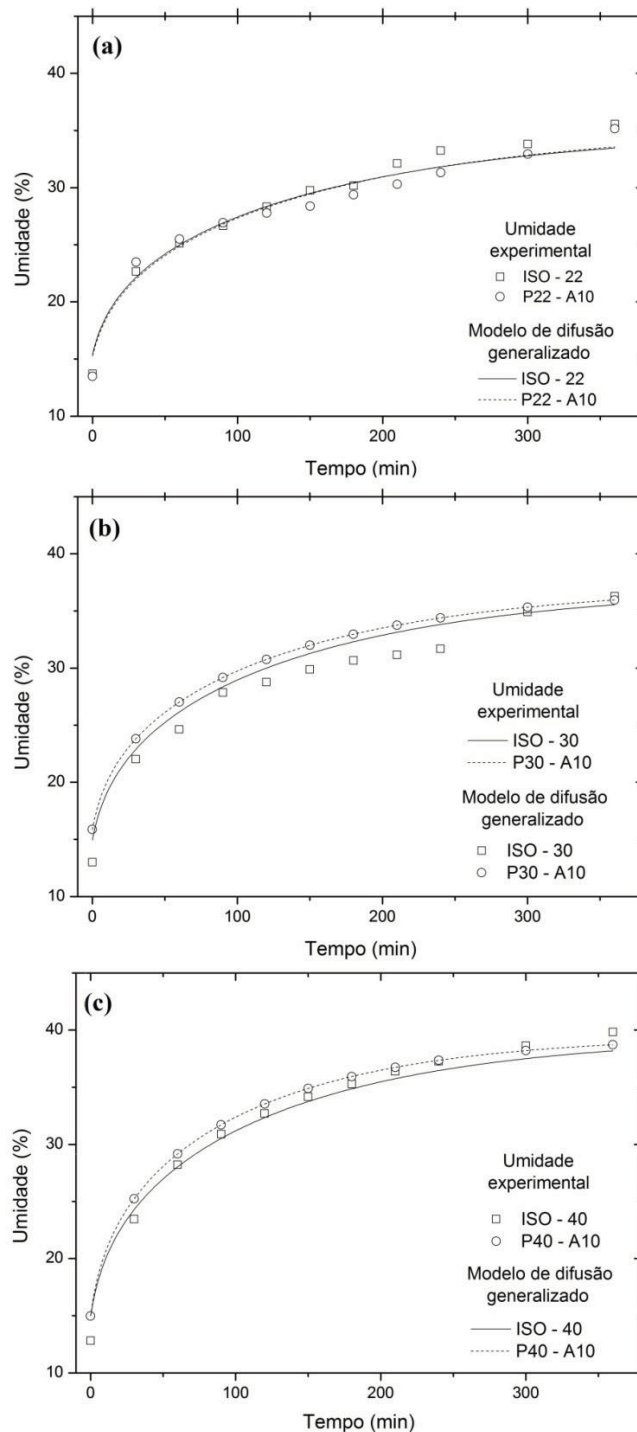 (a)
Umidade (%)
40
30
20
10
Umidade
experimental
ISO - 22
P22 - A10
Modelo de difusão
generalizado
ISO - 22
P22 - A10
0
100
200
300
Tempo (min)
(b)
Umidade (%)
40
30
20
10
Umidade
experimental
ISO - 30
P30 - A10
Modelo de difusão
generalizado
ISO - 30
P30 - A10
0
100
200
300
Tempo (min)
(c)
Umidade (%)
40
30
20
10
Umidade
experimental
ISO - 40
P40 - A10
Modelo de difusão
generalizado
ISO - 40
P40 - A10
0
100
200
300
Tempo (min)